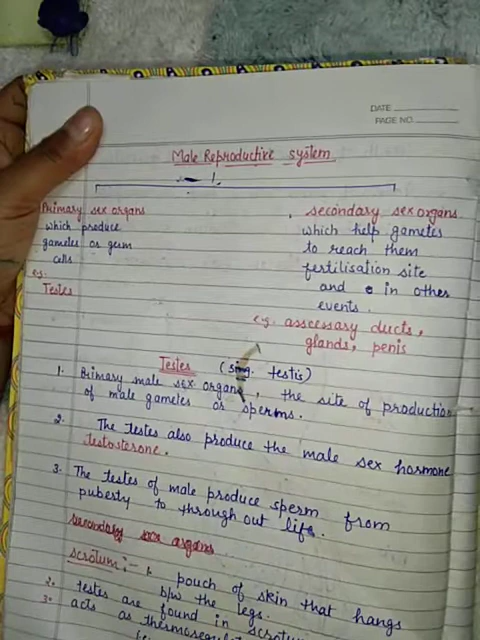 DATE
PAGE NO.
Male Reproductive system
Primary sex organs
which produce
gametes or germ
cells
e.g.
Testes
secondary sex organs
which help gametes
to reach them
fertilisation site
and in other
events.
e.g. asscessary ducts,
glands, penis
Testes (sing. testis)
1. Primary male sex organs, the site of production
of male gametes or sperms.
2. The testes also produce the male sex hormone
testosterone.
3. The testes of male produce sperm from
puberty to through out life.
secondary sex organs
scrotum :- 1. pouch of skin that hangs
b/w the legs.
2. testes are found in
3. acts as